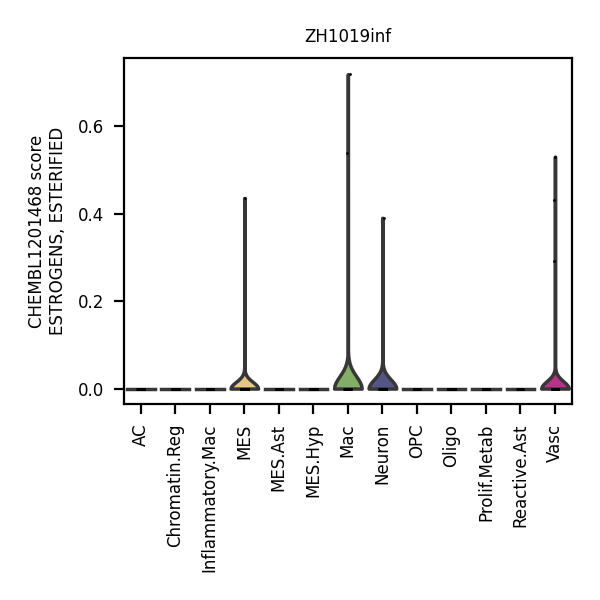 ZH1019inf
CHEMBL1201468 score
ESTROGENS, ESTERIFIED
0.6
0.4
0.2
0.0
AC
Chromatin.Reg
Inflammatory.Mac
MES
MES.Ast
MES.Hyp
Mac
Neuron
OPC
Oligo
Prolif.Metab
Reactive.Ast
Vasc